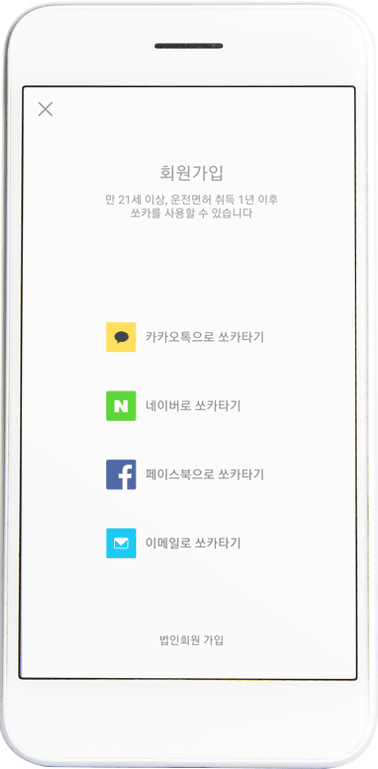 회원가입
만 21세 이상, 운전면허 취득 1년 이후
쏘카를 사용할 수 있습니다
카카오톡으로 쏘카타기
N 네이버로 쏘카타기
f 페이스북으로 쏘카타기
이메일로 쏘카타기
법인회원 가입